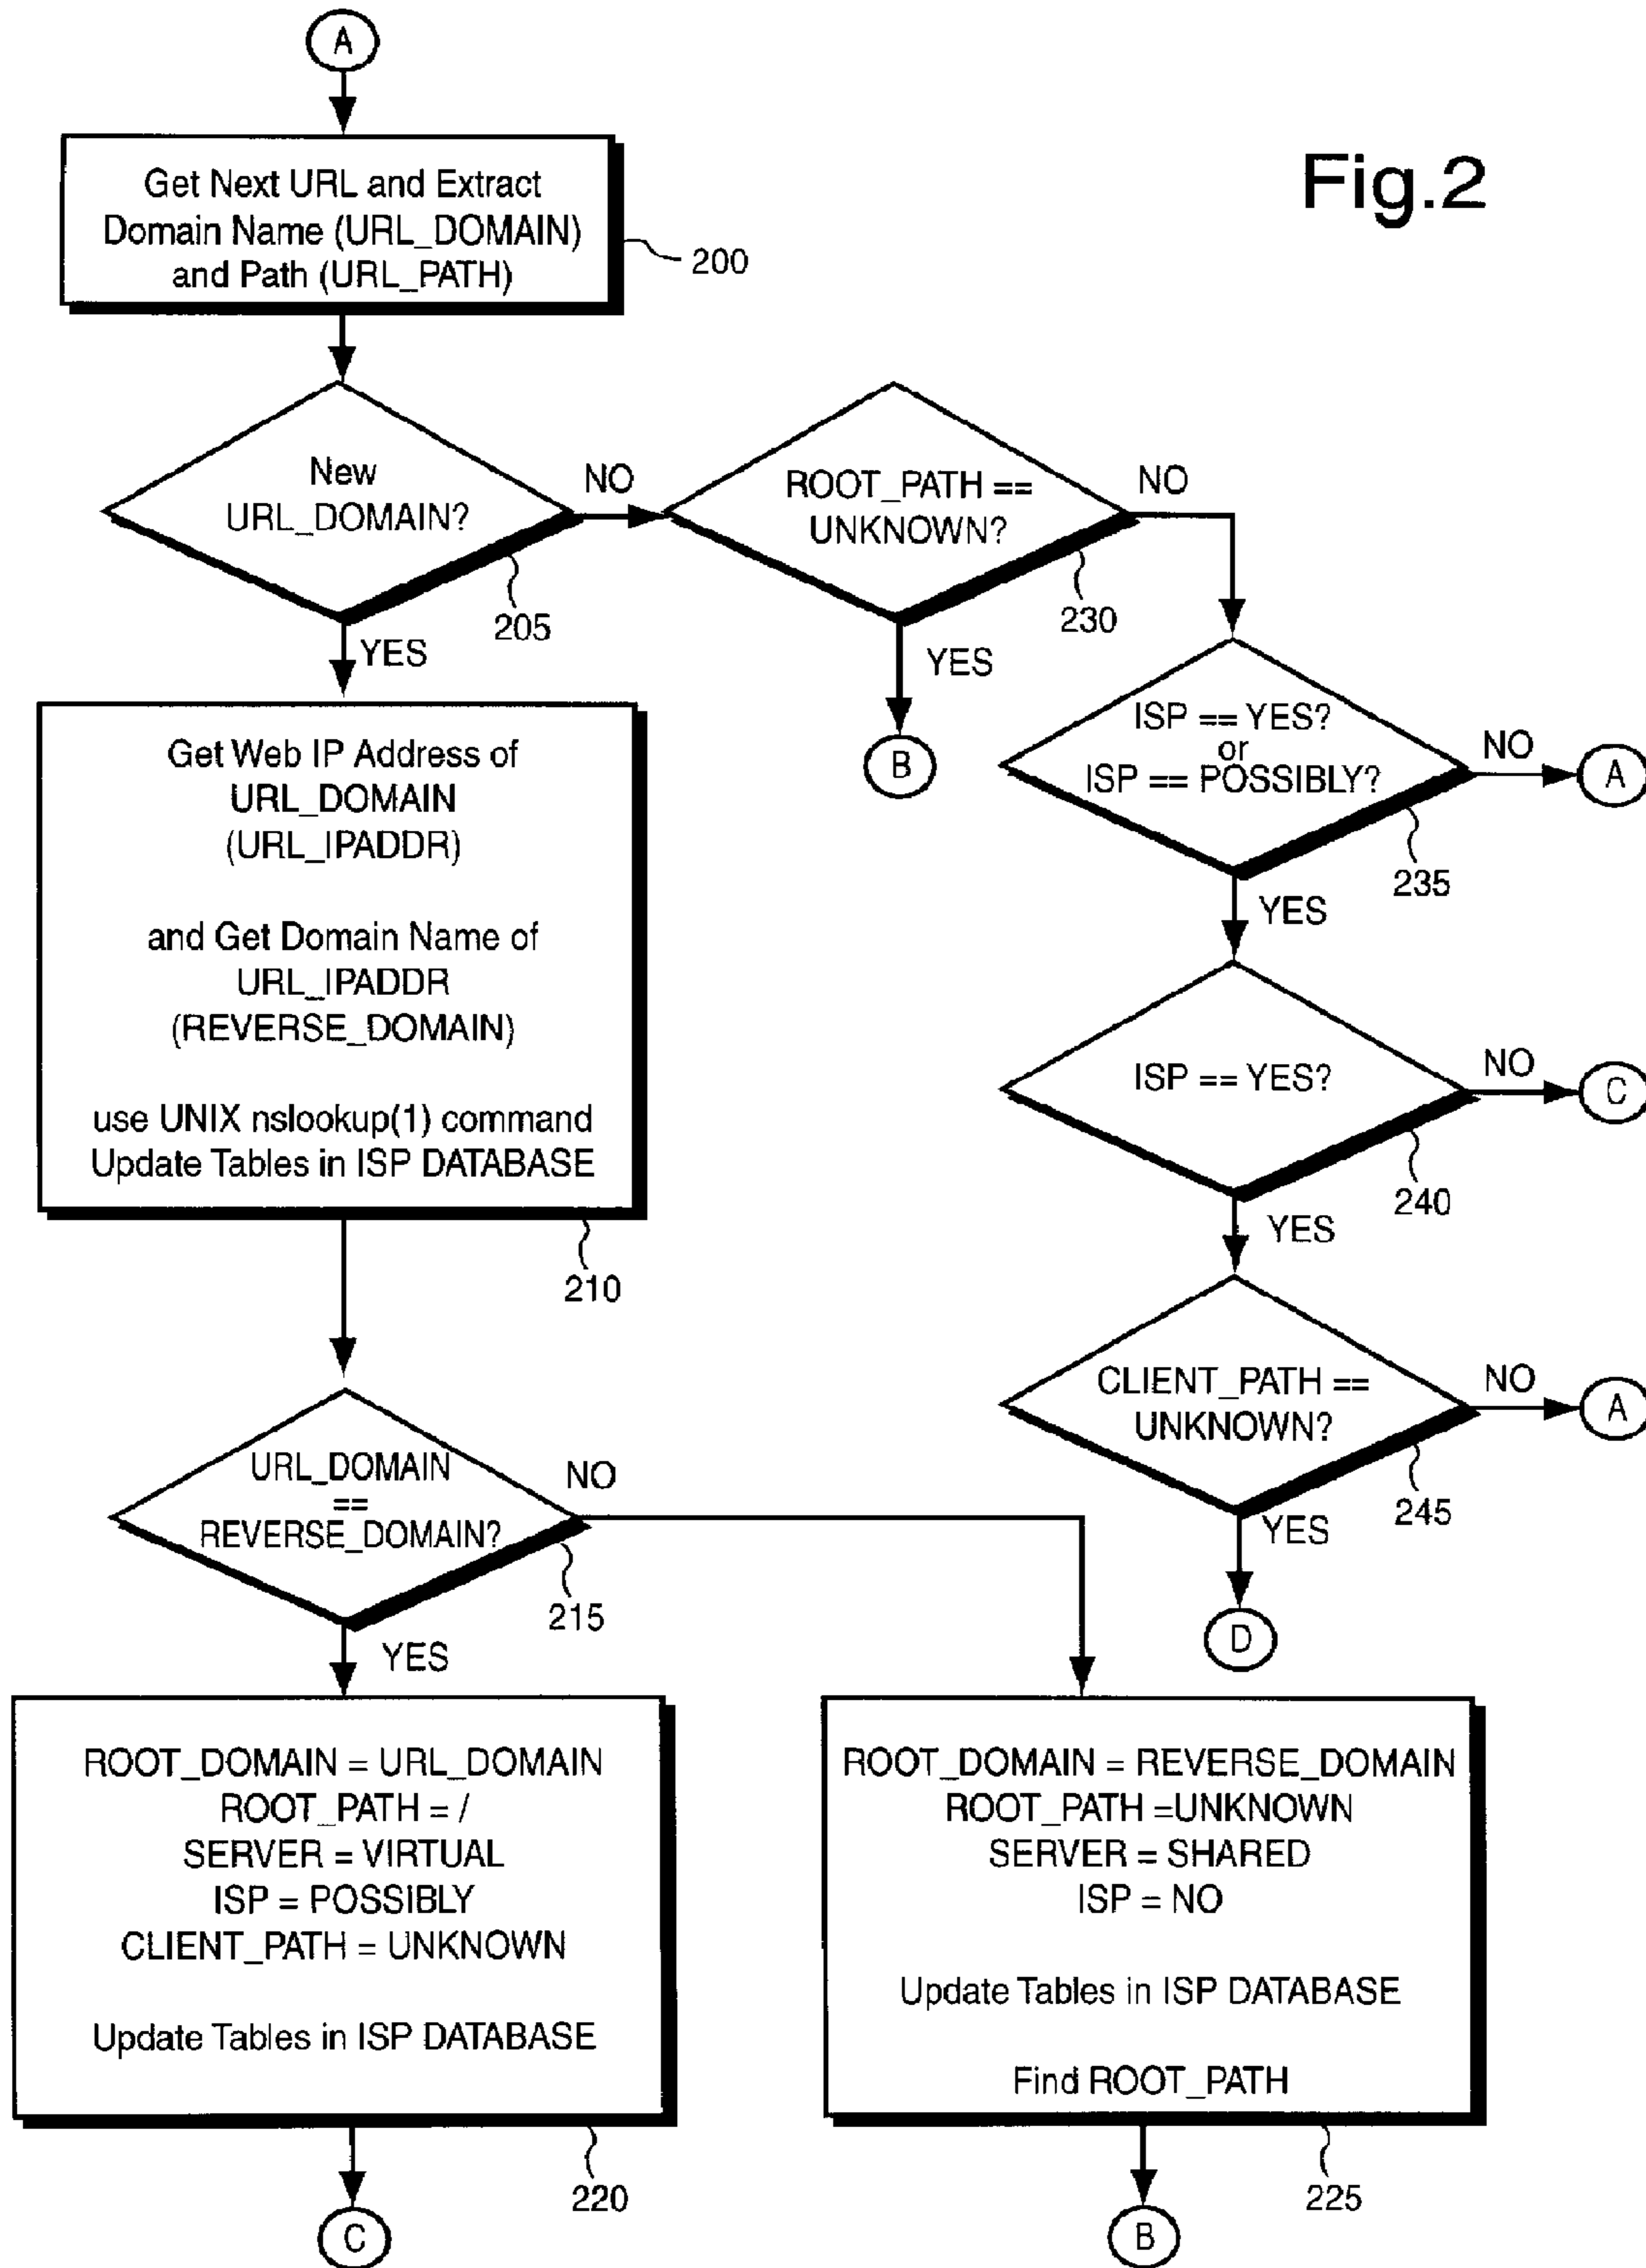 A
Fig.2
Get Next URL and Extract
Domain Name (URL_DOMAIN)
and Path (URL_PATH)
200
New
URL_DOMAIN?
205
NO
YES
ROOT_PATH ==
UNKNOWN?
230
NO
YES
B
ISP == YES?
or
ISP == POSSIBLY?
235
NO
A
YES
Get Web IP Address of
URL_DOMAIN
(URL_IPADDR)
and Get Domain Name of
URL_IPADDR
(REVERSE_DOMAIN)
use UNIX nslookup(1) command
Update Tables in ISP DATABASE
210
ISP == YES?
240
NO
C
YES
CLIENT_PATH ==
UNKNOWN?
245
NO
A
YES
D
URL_DOMAIN
==
REVERSE_DOMAIN?
215
NO
YES
ROOT_DOMAIN = URL_DOMAIN
ROOT_PATH = /
SERVER = VIRTUAL
ISP = POSSIBLY
CLIENT_PATH = UNKNOWN
Update Tables in ISP DATABASE
220
C
ROOT_DOMAIN = REVERSE_DOMAIN
ROOT_PATH =UNKNOWN
SERVER = SHARED
ISP = NO
Update Tables in ISP DATABASE
Find ROOT_PATH
225
B